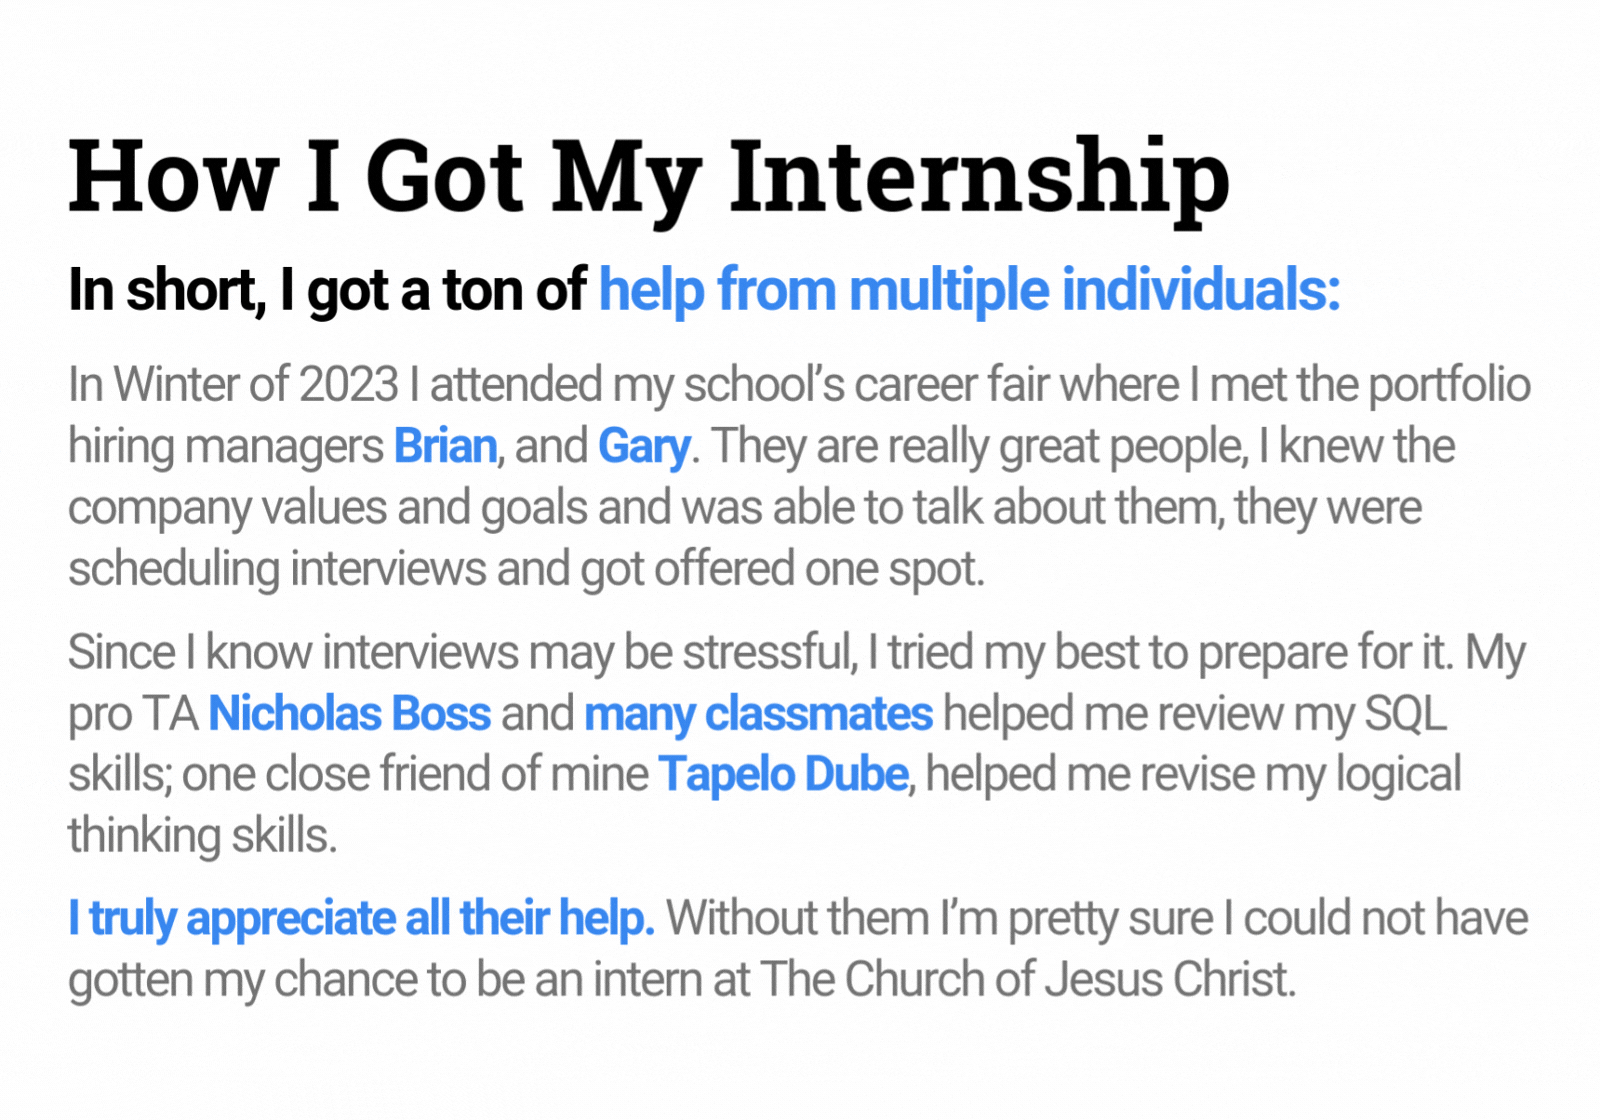 How I Got My Internship
In short, I got a ton of help from multiple individuals:
In Winter of 2023 I attended my school’s career fair where I met the portfolio
hiring managers Brian, and Gary. They are really great people, I knew the
company values and goals and was able to talk about them, they were
scheduling interviews and got offered one spot.
Since I know interviews may be stressful, I tried my best to prepare for it. My
pro TA Nicholas Boss and many classmates helped me review my SQL
skills; one close friend of mine Tapelo Dube, helped me revise my logical
thinking skills.
I truly appreciate all their help. Without them I’m pretty sure I could not have
gotten my chance to be an intern at The Church of Jesus Christ.